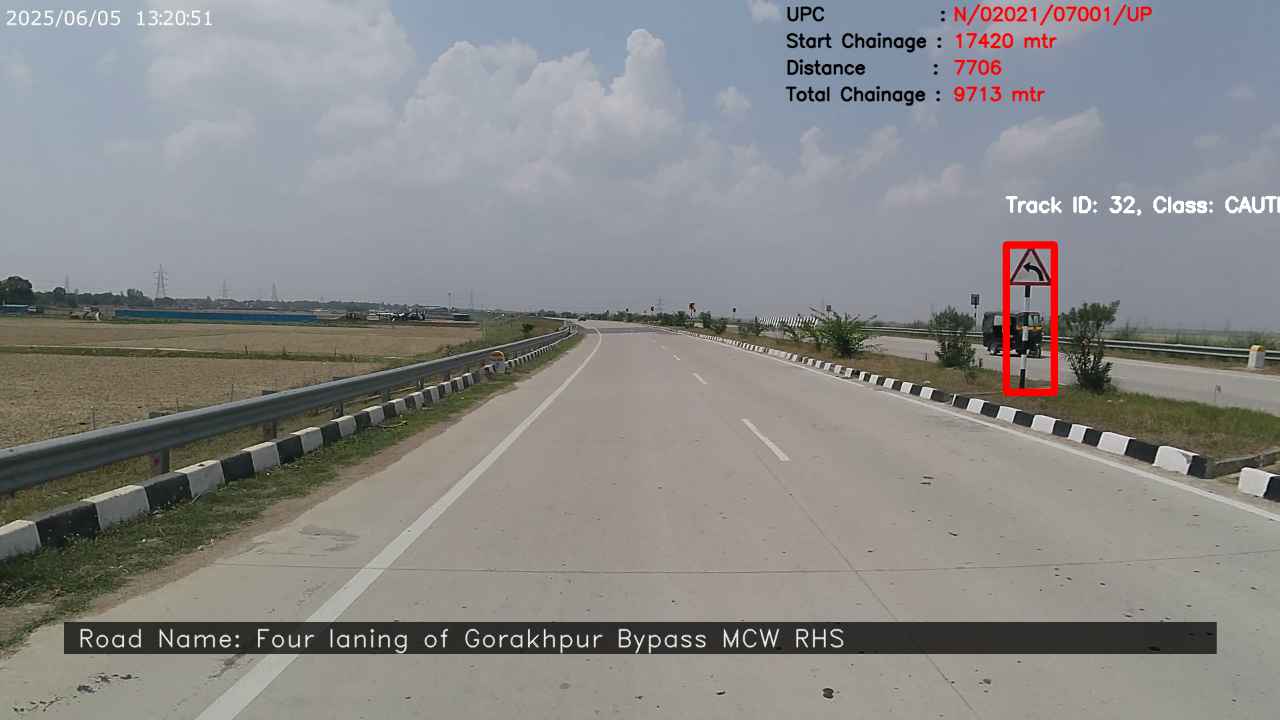 2025/06/05 13:20:51
UPC : N/02021/07001/UP
Start Chainage : 17420 mtr
Distance : 7706
Total Chainage : 9713 mtr
Track ID: 32, Class: CAUTI
Road Name: Four laning of Gorakhpur Bypass MCW RHS